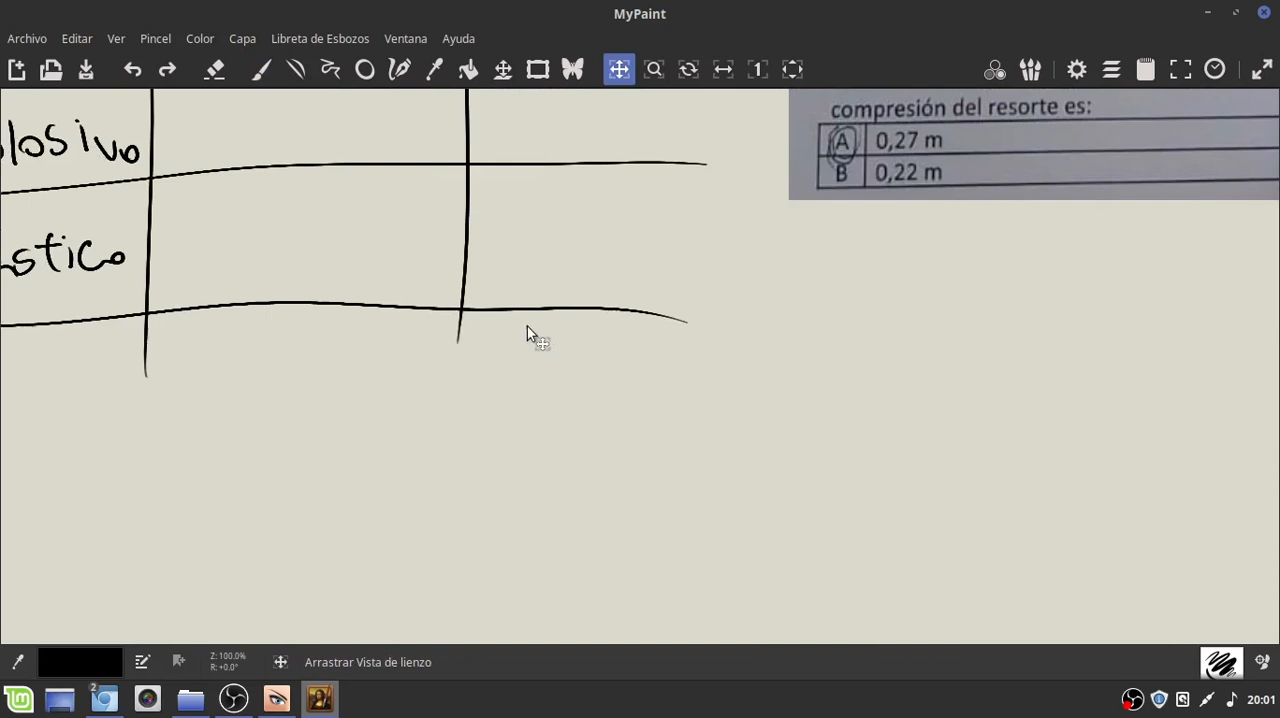 MyPaint
Archivo Editar Ver Pincel Color Capa Libreta de Esbozos Ventana Ayuda
compresión del resorte es:
A 0,27 m
B 0,22 m
losivo
stico
Z: 100.0%
R: +0.0°
Arrastrar Vista de lienzo
2
20:01